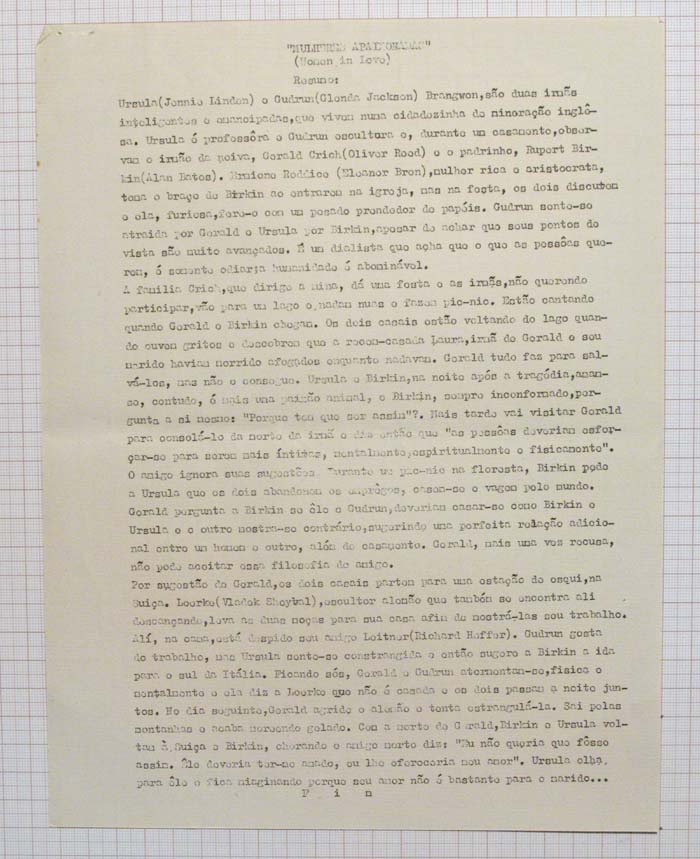 "MULHERES APAIXONADAS"
(Women in Love)
Resumo:
Ursula(Jennie Linden) e Gudrun(Glenda Jackson) Brangwen,são duas irmãs
inteligentes e emancipadas,que vivem numa cidadezinha de mineração inglê-
sa. Ursula é professôra e Gudrun escultora e, durante um casamento,obser-
vam o irmão da noiva, Gerald Crich(Oliver Reed) e o padrinho, Rupert Bir-
kin(Alan Bates). Hermione Roddice (Eleanor Bron),mulher rica e aristocrata,
toma o braço de Birkin ao entrarem na igreja, mas na festa, os dois discutem
e ela, furiosa,fere-o com um pesado prendedor de papéis. Gudrun sente-se
atraida por Gerald e Ursula por Birkin,apesar de achar que seus pontos de
vista são muito avançados. É um dialista que acha que o que as pessôas que-
rem, é somente odiar;a humanidade é abominável.
A familia Crich,que dirige a mina, dá uma festa e as irmãs,não querendo
participar,vão para um lago e,nadam nuas e fazem pic-nic. Estão cantando
quando Gerald e Birkin chegam. Os dois casais estão voltando do lago quan-
do ouvem gritos e descobrem que a recem-casada Laura,irmã de Gerald e seu
marido haviam morrido afogados enquanto nadavam. Gerald tudo faz para sal-
vá-los, mas não o consegue. Ursula e Birkin,na noite após a tragédia,amam-
se, contudo, é mais uma paixão animal, e Birkin, sempre inconformado,per-
gunta a si mesmo: "Porque tem que ser assim"?. Mais tarde vai visitar Gerald
para consolá-lo da morte da irmã e diz então que "as pessôas deveriam esfor-
çar-se para serem mais íntimas, mentalmente,espiritualmente e fisicamente".
O amigo ignora suas sugestões. Durante um pic-nic na floresta, Birkin pede
a Ursula que os dois abandonem os emprêgos, casem-se e vagem pelo mundo.
Gerald pergunta a Birkin se êle e Gudrun,deveriam casar-se como Birkin e
Ursula e o outro mostra-se contrário,sugerindo uma perfeita relação adicio-
nal entre um homem e outro, além do casamento. Gerald, mais uma vez recusa,
não pode aceitar essa filosofia do amigo.
Por sugestão de Gerald,os dois casais partem para uma estação de esqui,na
Suiça. Loerke(Vladek Sheybal),escultor alemão que também se encontra ali
descançando,leva as duas moças para sua casa afim de mostrá-las seu trabalho.
Alí, na cama,está despido seu amigo Leitner(Richard Heffer). Gudrun gosta
do trabalho, mas Ursula sente-se constrangida e então sugere a Birkin a ida
para o sul da Itália. Ficando sós, Gerald e Gudrun atormentam-se,fisica e
mentalmente e ela diz a Loerke que não é casada e os dois passam a noite jun-
tos. No dia seguinte,Gerald agride o alemão e tenta estrangulá-la. Sai pelas
montanhas e acaba morrendo gelado. Com a morte de Gerald,Birkin e Ursula vol-
tam à,Suiça e Birkin, chorando o amigo morto diz: "Eu não queria que fôsse
assim. Êle deveria ter-me amado, eu lhe ofereceria meu amor". Ursula olha,
para êle e fica miaginando porque seu amor não é bastante para o marido...
F i m